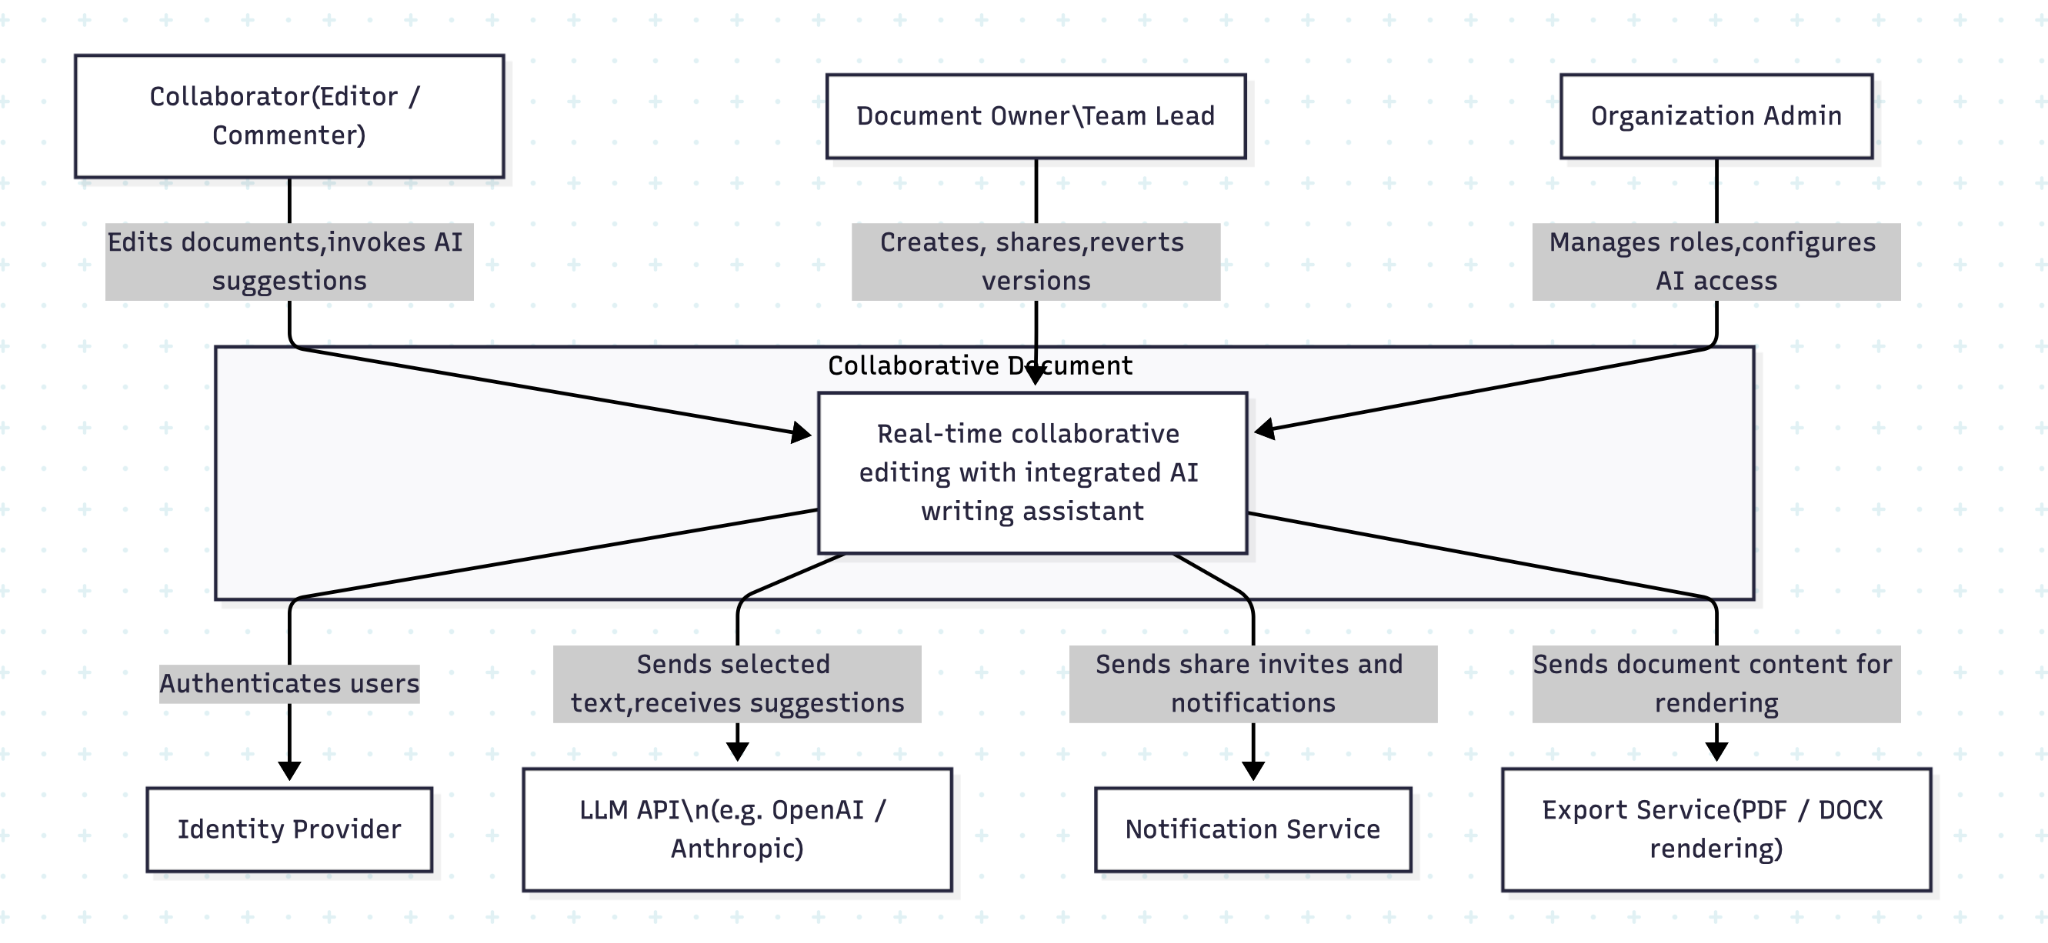 Collaborator(Editor /
Commenter)
Document Owner\Team Lead
Organization Admin
Edits documents,invokes AI
suggestions
Creates, shares,reverts
versions
Manages roles,configures
AI access
Collaborative Document
Real-time collaborative
editing with integrated AI
writing assistant
Authenticates users
Sends selected
text,receives suggestions
Sends share invites and
notifications
Sends document content for
rendering
Identity Provider
LLM API\n(e.g. OpenAI /
Anthropic)
Notification Service
Export Service(PDF / DOCX
rendering)